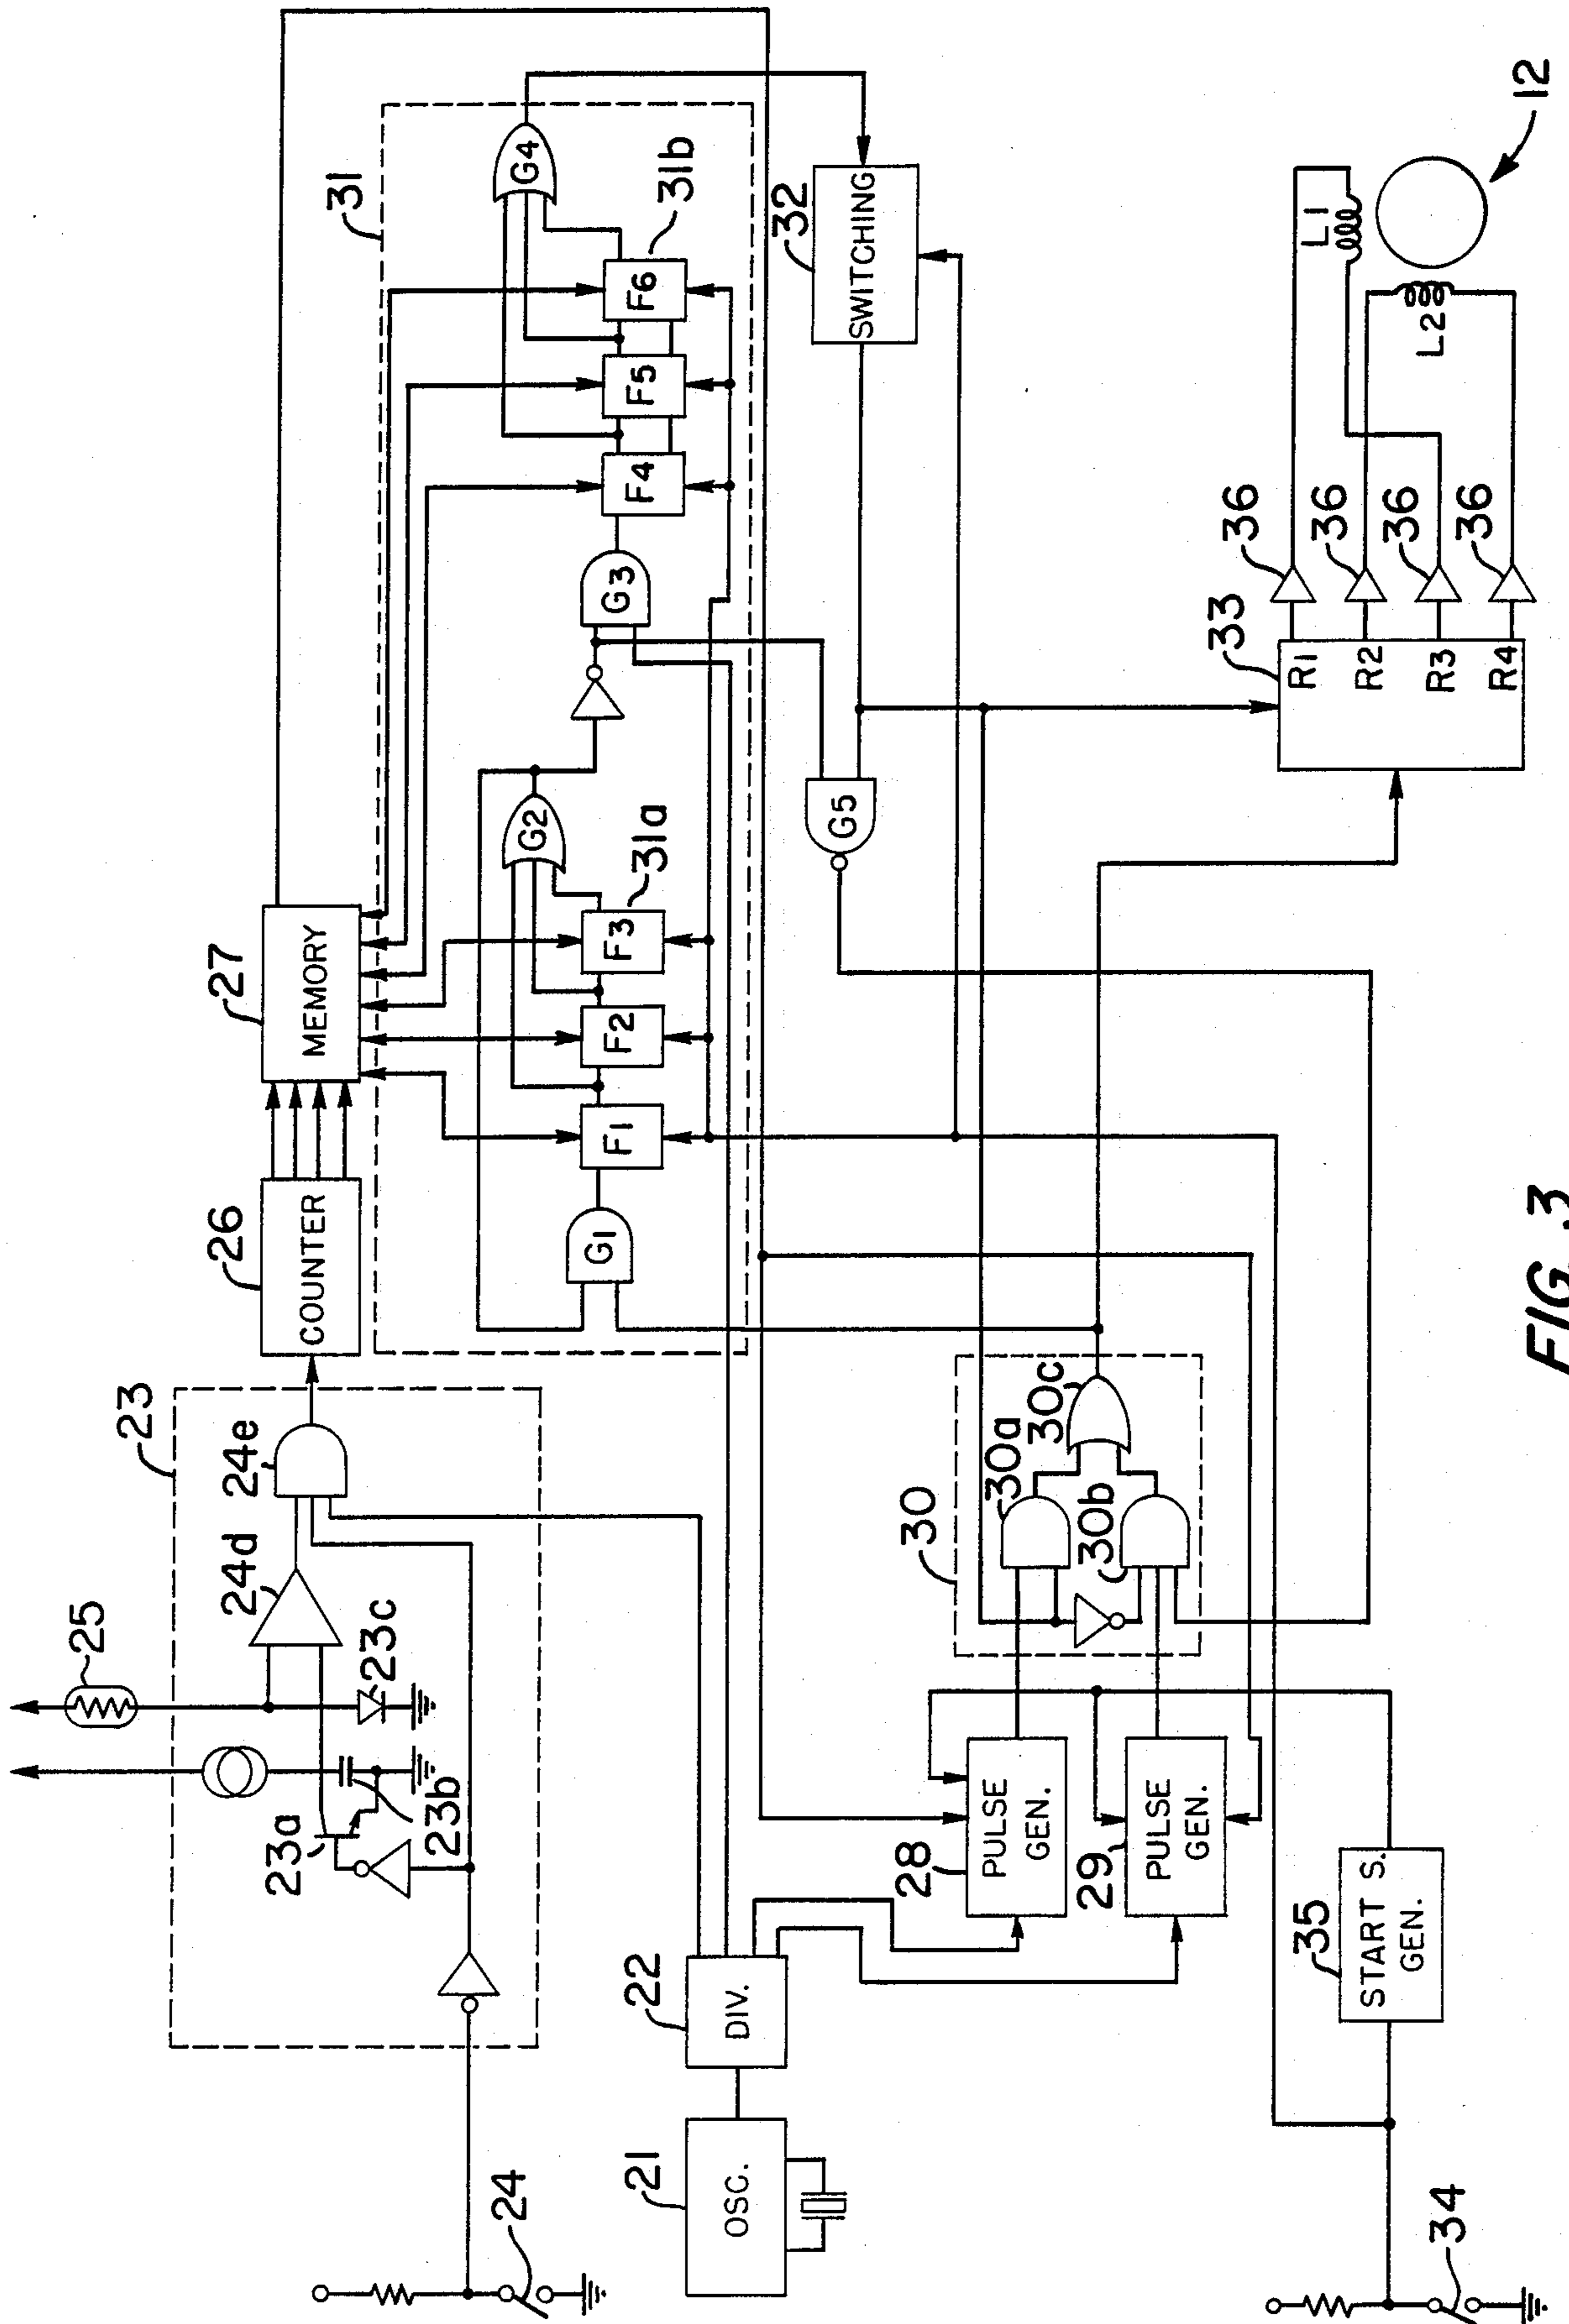 23
24
25
24d
24e
23a
23b
23c
26
COUNTER
27
MEMORY
31
G1
F1
F2
F3
31a
G2
G3
F4
F5
F6
31b
G4
21
OSC.
22
DIV.
G5
32
SWITCHING
28
PULSE
GEN.
29
PULSE
GEN.
30
30a
30b
30c
33
R1
R2
R3
R4
36
36
36
36
L1
L2
12
34
35
START S.
GEN.
FIG. 3